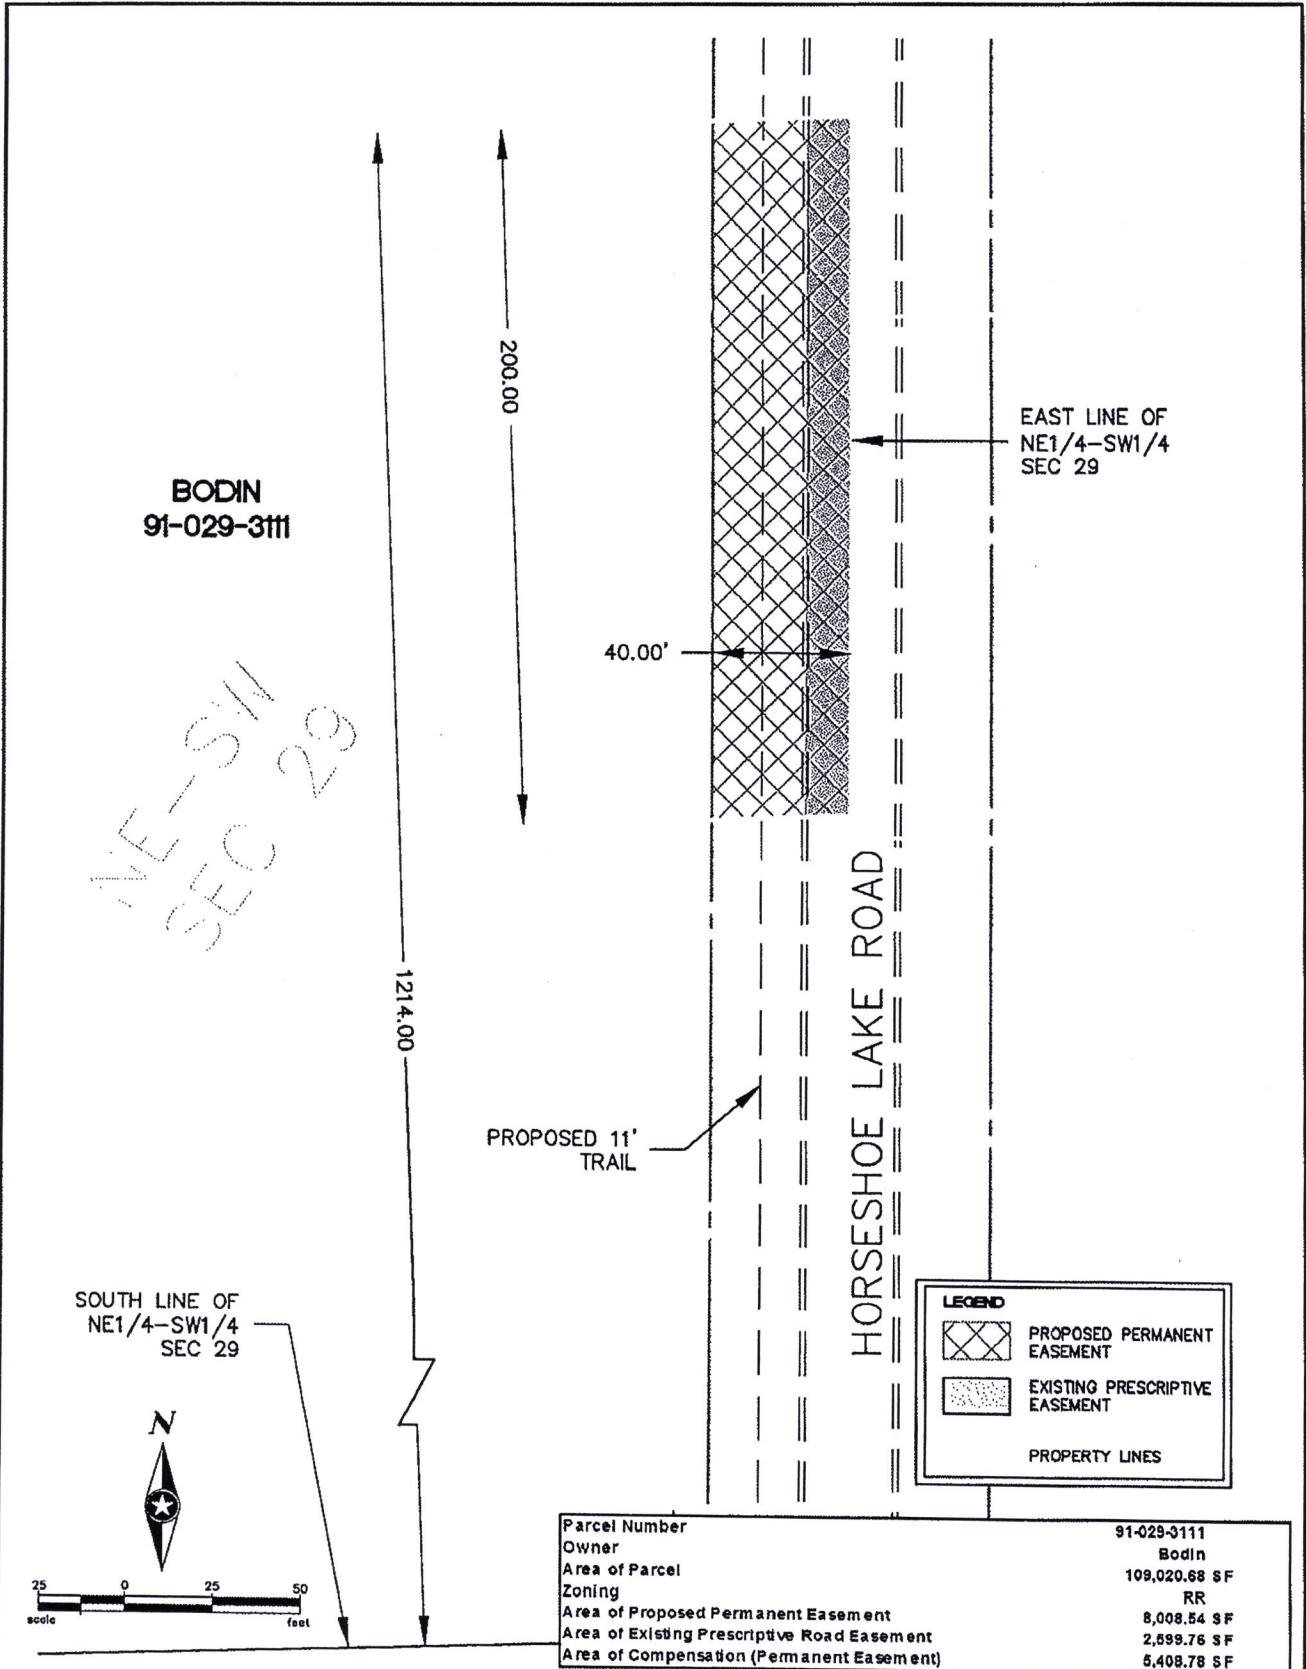 200.00
EAST LINE OF
NE1/4-SW1/4
SEC 29
BODIN
91-029-3111
40.00'
NE-SW
SEC 29
1214.00
HORSESHOE LAKE ROAD
PROPOSED 11'
TRAIL
SOUTH LINE OF
NE1/4-SW1/4
SEC 29
LEGEND
PROPOSED PERMANENT
EASEMENT
EXISTING PRESCRIPTIVE
EASEMENT
PROPERTY LINES
N
25 0 25 50
scale feet
Parcel Number 91-029-3111
Owner Bodin
Area of Parcel 109,020.68 SF
Zoning RR
Area of Proposed Permanent Easement 8,008.54 SF
Area of Existing Prescriptive Road Easement 2,599.76 SF
Area of Compensation (Permanent Easement) 5,408.78 SF